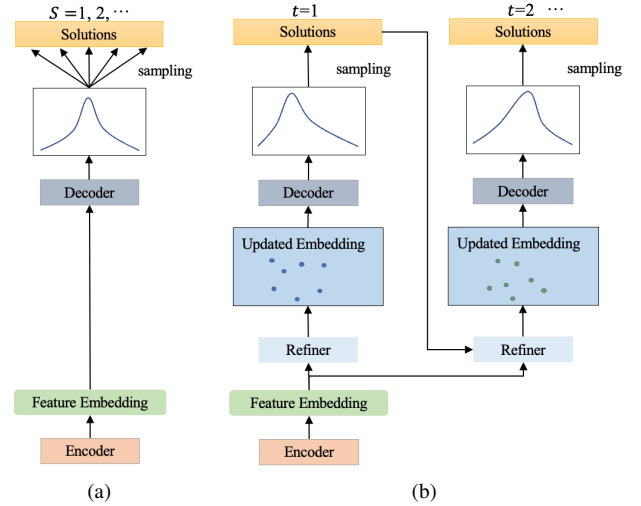 S = 1, 2, ⋯
Solutions
sampling
Decoder
Feature Embedding
Encoder
(a)
t=1
Solutions
sampling
Decoder
Updated Embedding
Refiner
Feature Embedding
Encoder
t=2 ⋯
Solutions
sampling
Decoder
Updated Embedding
Refiner
(b)